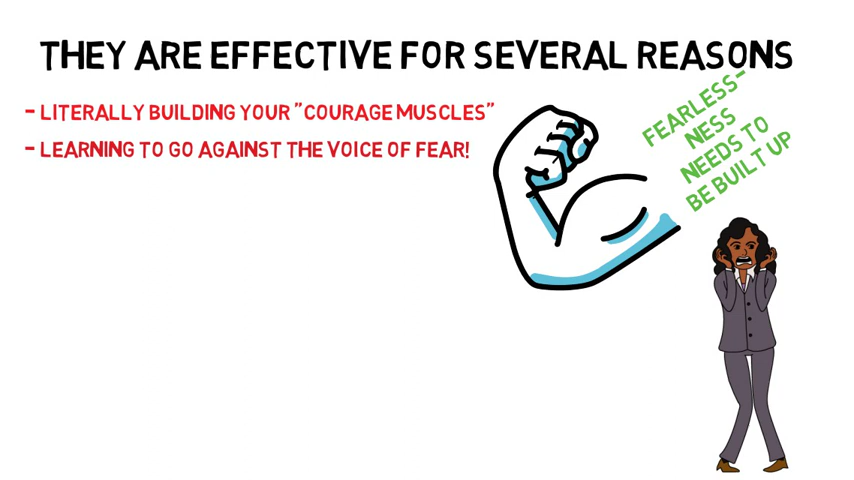 THEY ARE EFFECTIVE FOR SEVERAL REASONS
- LITERALLY BUILDING YOUR "COURAGE MUSCLES"
- LEARNING TO GO AGAINST THE VOICE OF FEAR!
FEARLESS-
NESS
NEEDS TO
BE BUILT UP